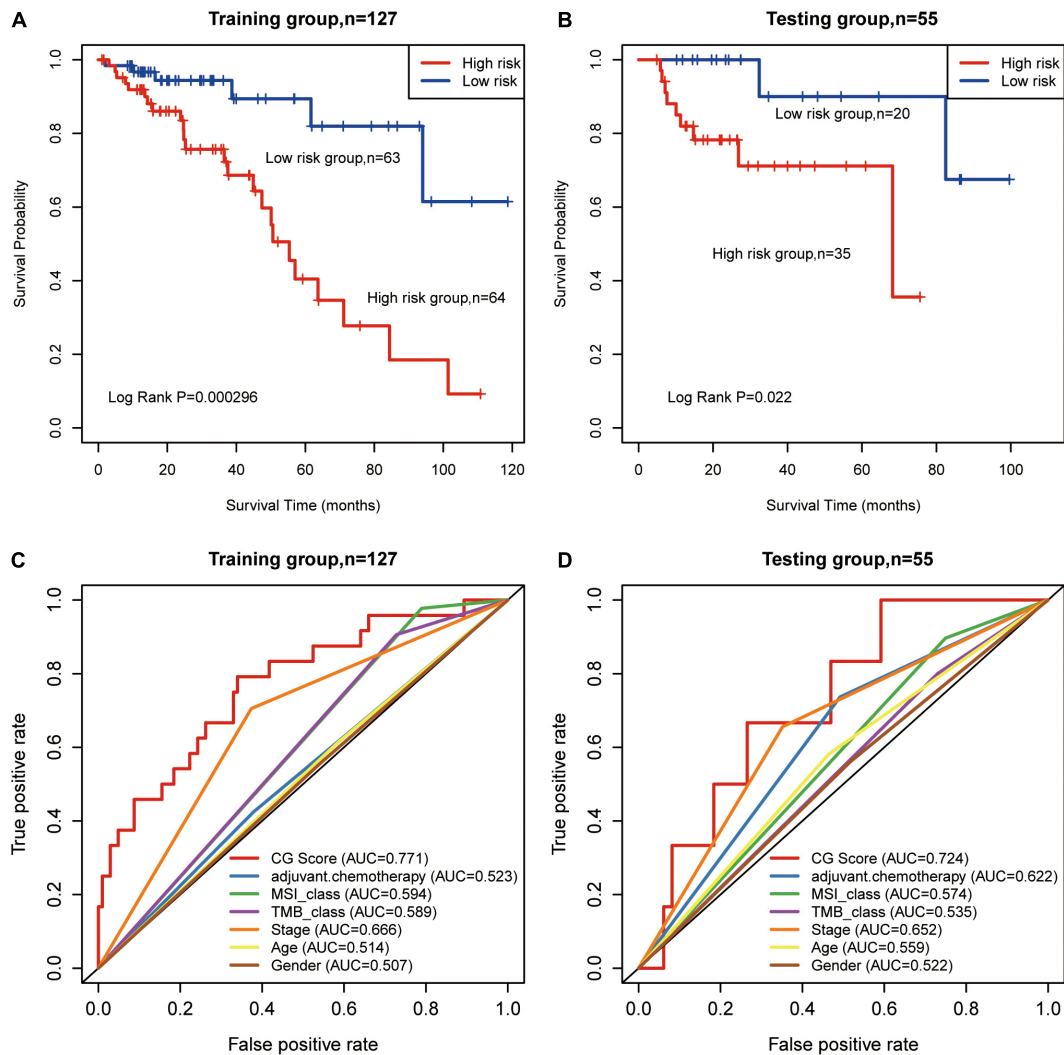 A
Training group,n=127
High risk
Low risk
Low risk group,n=63
High risk group,n=64
Log Rank P=0.000296
Survival Probability
0.0
0.2
0.4
0.6
0.8
1.0
0
20
40
60
80
100
120
Survival Time (months)
B
Testing group,n=55
High risk
Low risk
Low risk group,n=20
High risk group,n=35
Log Rank P=0.022
Survival Probability
0.0
0.2
0.4
0.6
0.8
1.0
0
20
40
60
80
100
Survival Time (months)
C
Training group,n=127
True positive rate
0.0
0.2
0.4
0.6
0.8
1.0
CG Score (AUC=0.771)
adjuvant.chemotherapy (AUC=0.523)
MSI_class (AUC=0.594)
TMB_class (AUC=0.589)
Stage (AUC=0.666)
Age (AUC=0.514)
Gender (AUC=0.507)
0.0
0.2
0.4
0.6
0.8
1.0
False positive rate
D
Testing group,n=55
True positive rate
0.0
0.2
0.4
0.6
0.8
1.0
CG Score (AUC=0.724)
adjuvant.chemotherapy (AUC=0.622)
MSI_class (AUC=0.574)
TMB_class (AUC=0.535)
Stage (AUC=0.652)
Age (AUC=0.559)
Gender (AUC=0.522)
0.0
0.2
0.4
0.6
0.8
1.0
False positive rate